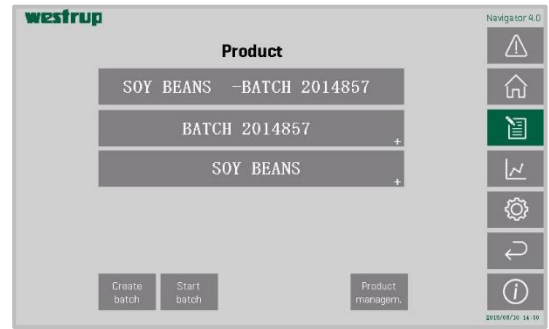 westrup
Navigator 4.0
Product
SOY BEANS -BATCH 2014857
BATCH 2014857
+
SOY BEANS
+
Create
batch
Start
batch
Product
managem.